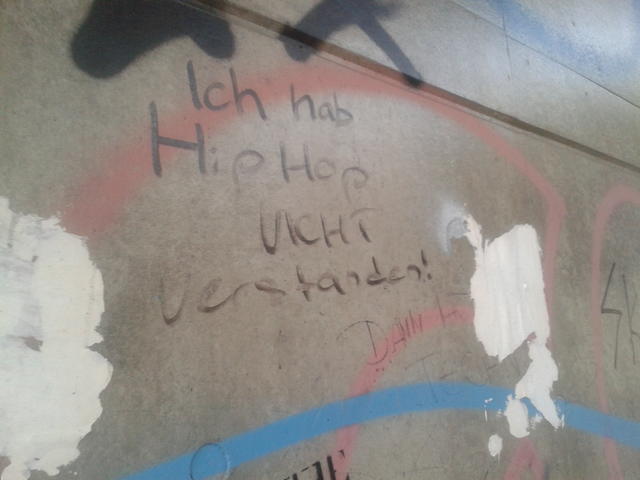 Ich hab
HipHop
NICHT
verstanden!